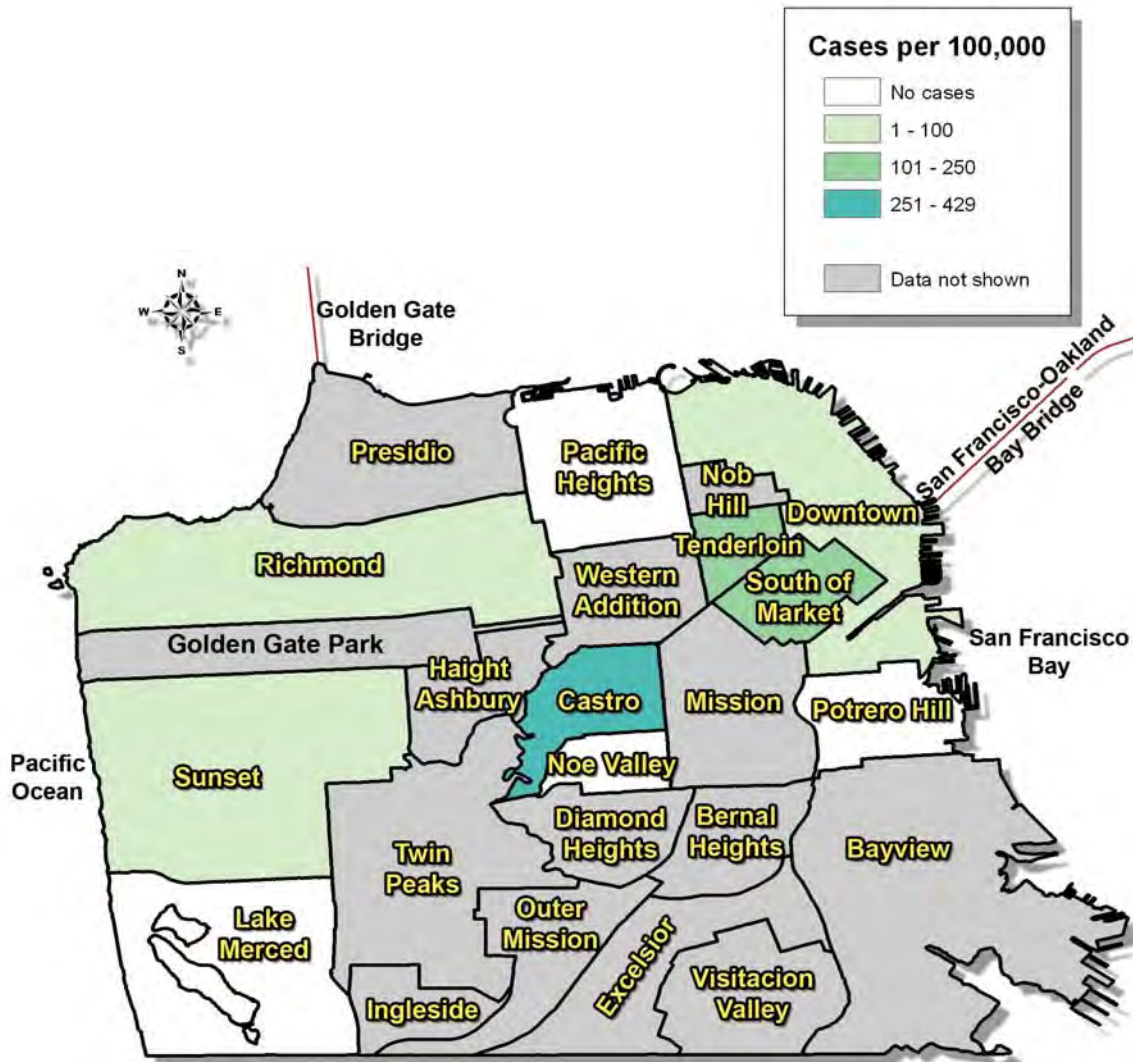 Cases per 100,000
No cases
1 - 100
101 - 250
251 - 429
Data not shown
N
W
E
S
Golden Gate
Bridge
San Francisco-Oakland
Bay Bridge
Presidio
Pacific
Heights
Nob
Hill
Downtown
Tenderloin
Richmond
Western
Addition
South of
Market
Golden Gate Park
San Francisco
Bay
Haight
Ashbury
Castro
Mission
Potrero Hill
Pacific
Ocean
Sunset
Noe Valley
Diamond
Heights
Bernal
Heights
Bayview
Twin
Peaks
Lake
Merced
Outer
Mission
Excelsior
Visitacion
Valley
Ingleside